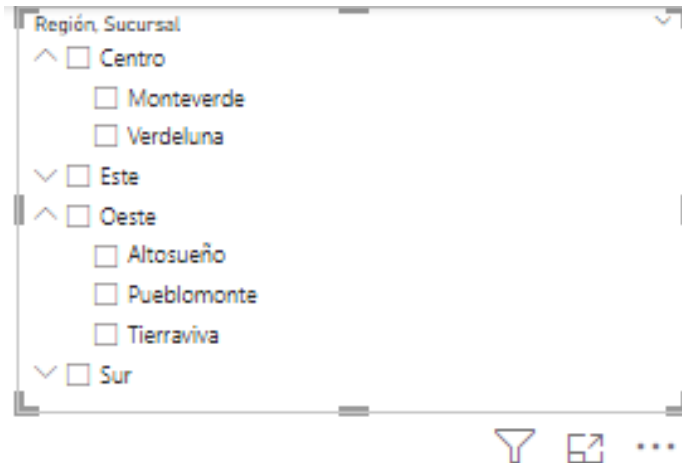 Región, Sucursal
Centro
Monteverde
Verdeluna
Este
Oeste
Altosueño
Pueblomonte
Tierraviva
Sur